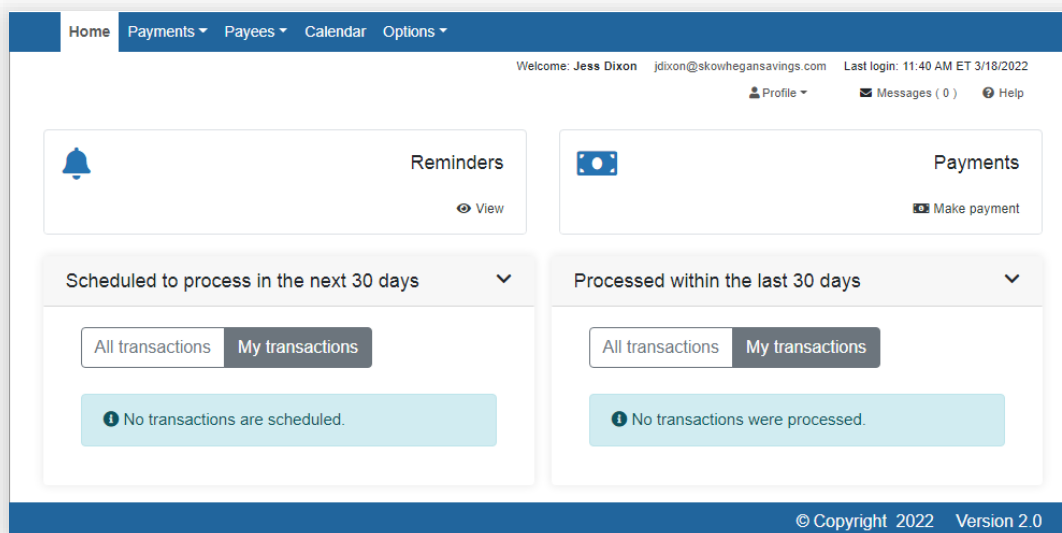 Home Payments Payees Calendar Options
Welcome: Jess Dixon jdixon@skowhegansavings.com Last login: 11:40 AM ET 3/18/2022
Profile Messages ( 0 ) Help
Reminders
View
Payments
Make payment
Scheduled to process in the next 30 days
All transactions My transactions
No transactions are scheduled.
Processed within the last 30 days
All transactions My transactions
No transactions were processed.
© Copyright 2022 Version 2.0